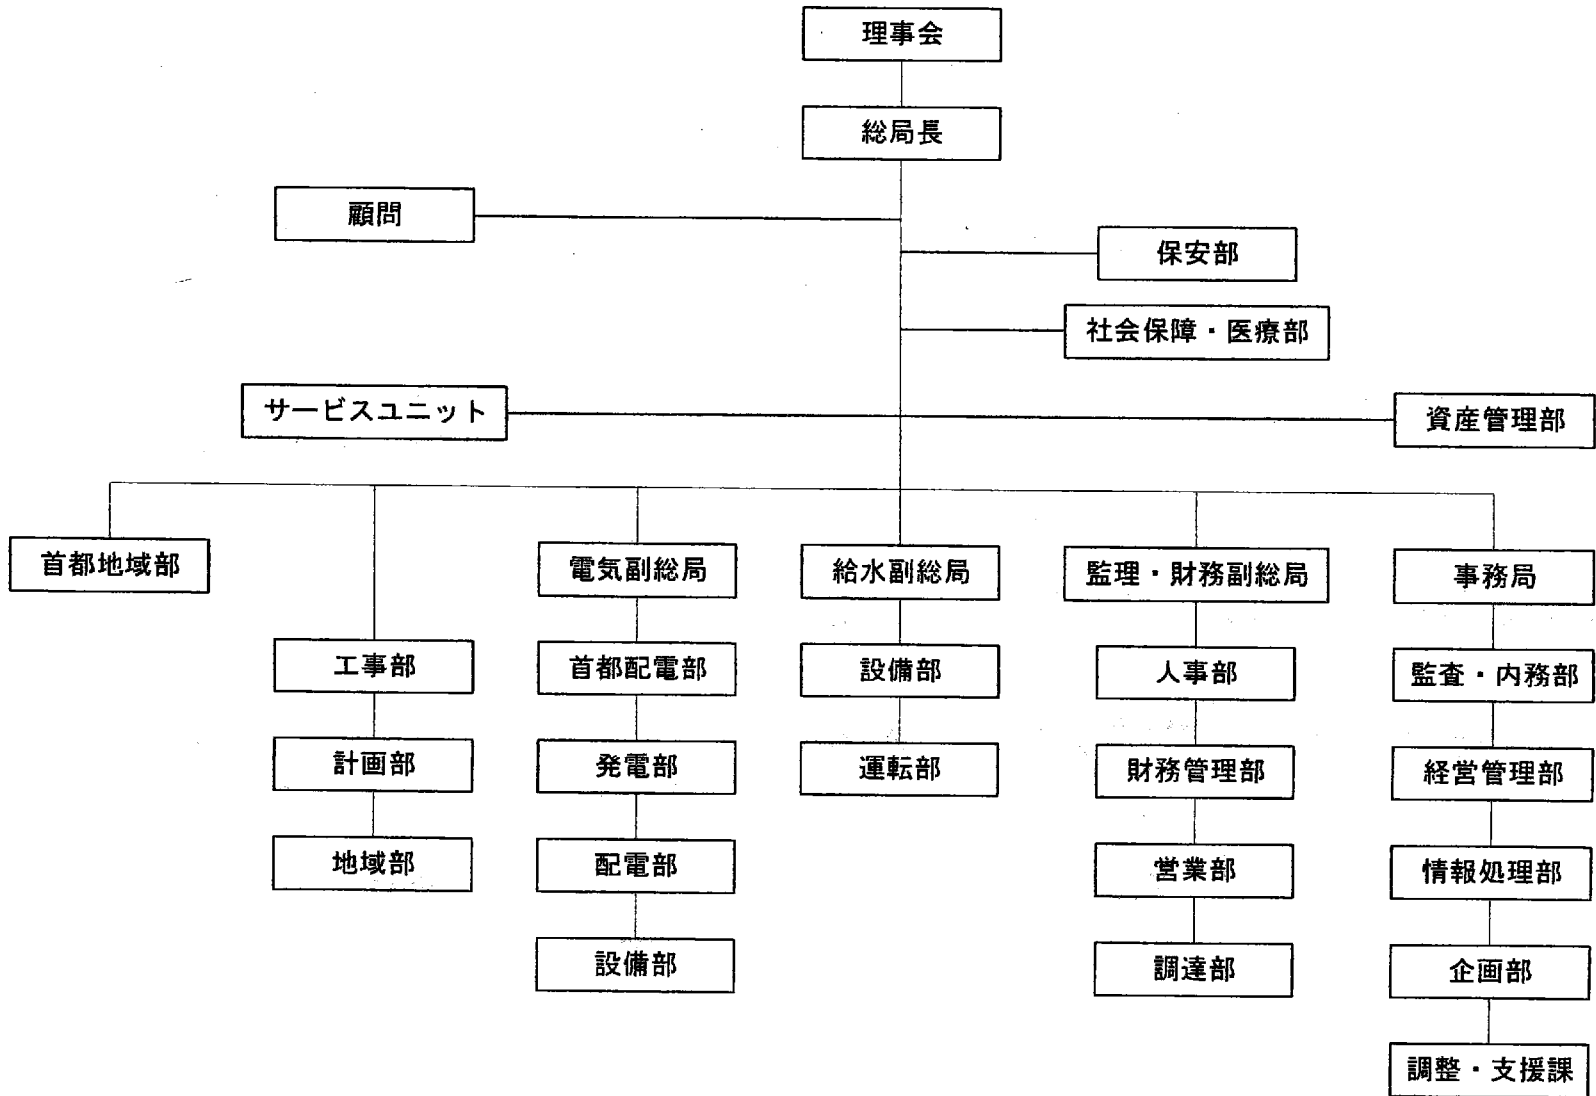 理事会
総局長
顧問
保安部
社会保障・医療部
サービスユニット
資産管理部
首都地域部
電気副総局
給水副総局
監理・財務副総局
事務局
工事部
首都配電部
設備部
人事部
監査・内務部
計画部
発電部
運転部
財務管理部
経営管理部
地域部
配電部
営業部
情報処理部
設備部
調達部
企画部
調整・支援課